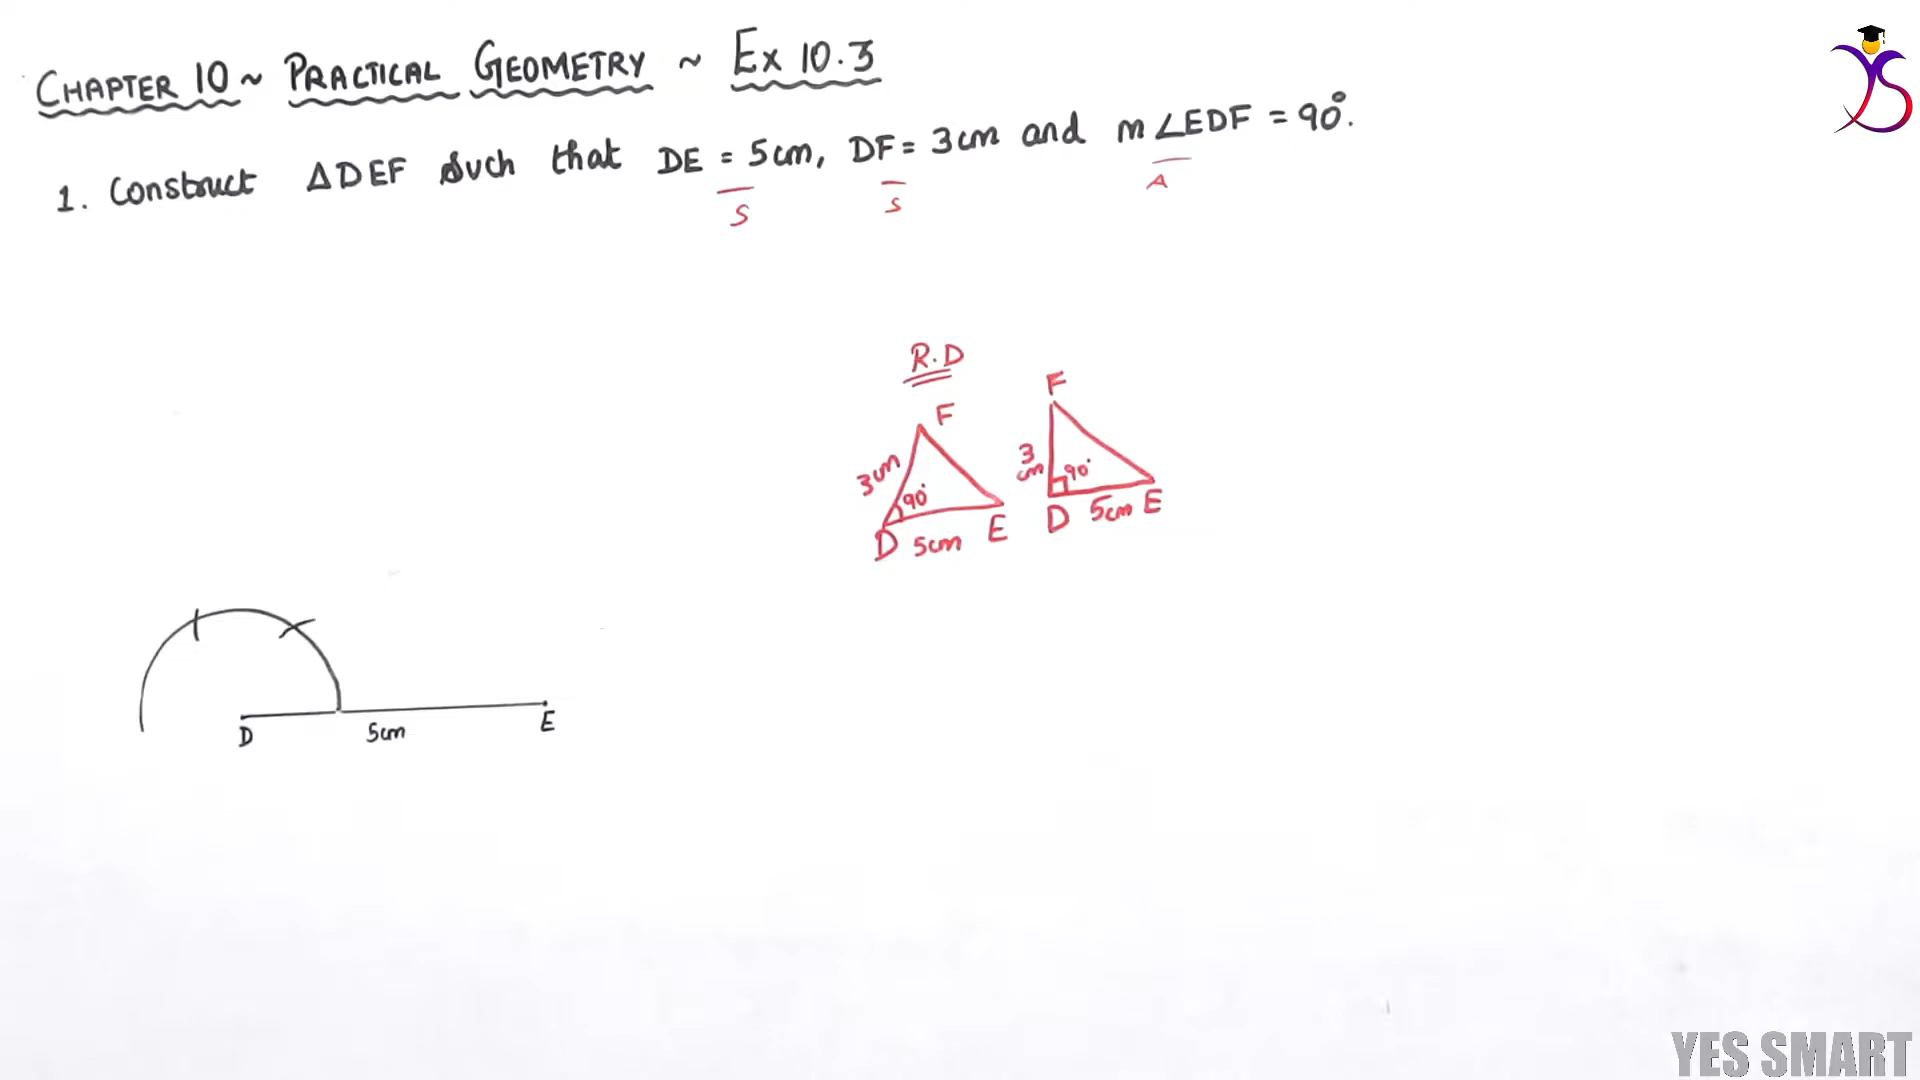 CHAPTER 10 ~ PRACTICAL GEOMETRY ~ Ex 10.3
1. Construct ΔDEF such that DE = 5cm, DF = 3cm and m∠EDF = 90°.
S S A
R.D
F F
3cm 90° 3 cm 90°
D 5cm E D 5cm E
D 5cm E
YS
YES SMART